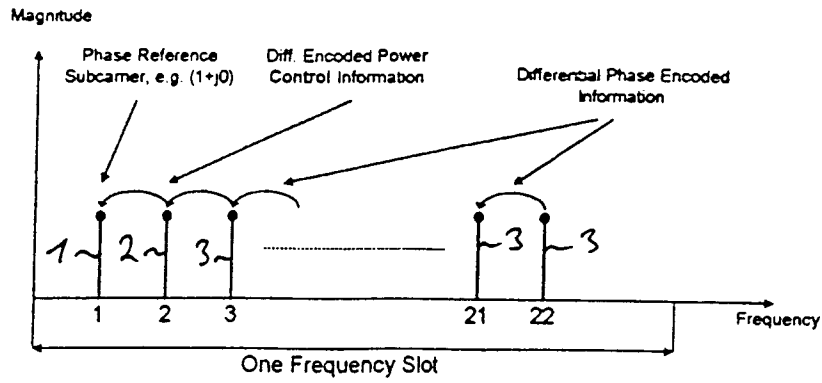 Magnitude
Phase Reference
Subcarrier, e.g. (1+j0)
Diff. Encoded Power
Control Information
Differential Phase Encoded
Information
1 2 3 3 3
1 2 3 21 22
Frequency
One Frequency Slot